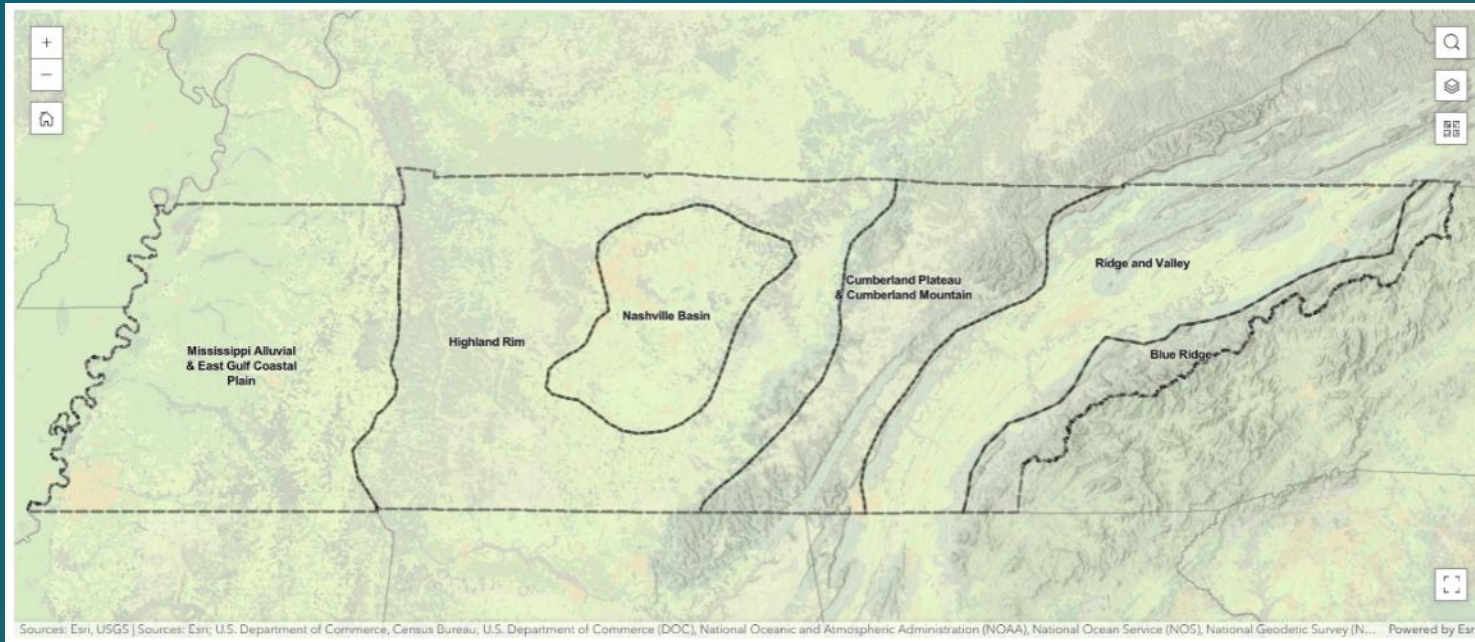 +
−
Mississippi Alluvial
& East Gulf Coastal
Plain
Highland Rim
Nashville Basin
Cumberland Plateau
& Cumberland Mountain
Ridge and Valley
Blue Ridge
Sources: Esri, USGS | Sources: Esri; U.S. Department of Commerce, Census Bureau; U.S. Department of Commerce (DOC), National Oceanic and Atmospheric Administration (NOAA), National Ocean Service (NOS), National Geodetic Survey (N... Powered by Esri